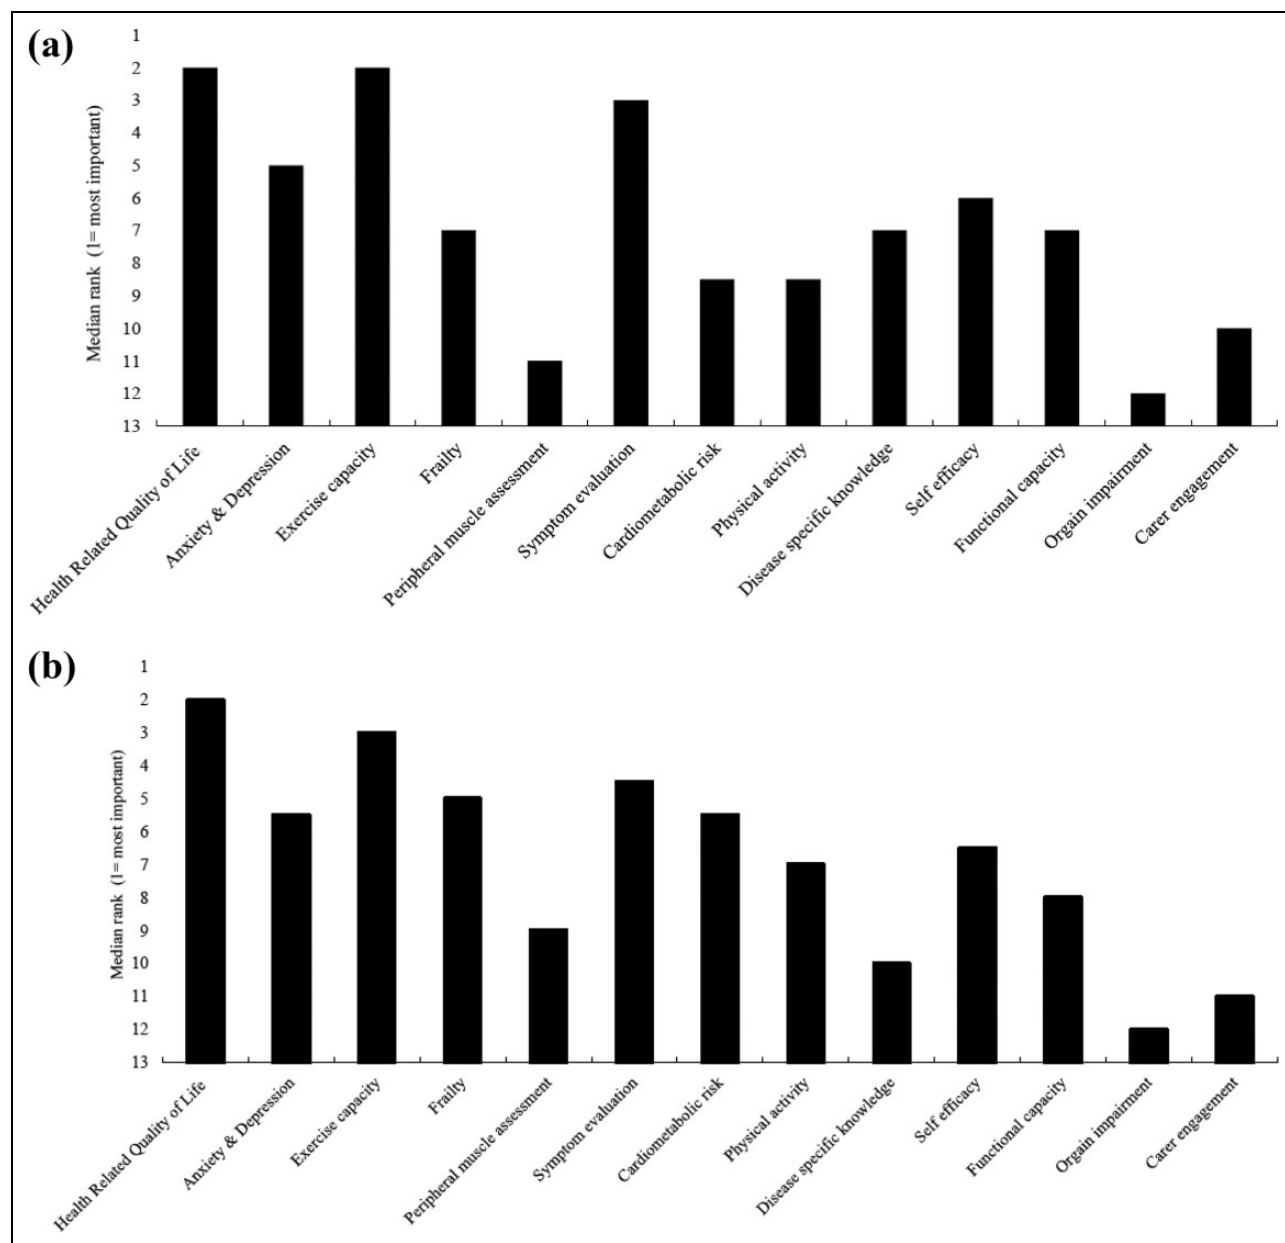 (a)
Median rank (1= most important)
1
2
3
4
5
6
7
8
9
10
11
12
13
Health Related Quality of Life
Anxiety & Depression
Exercise capacity
Frailty
Peripheral muscle assessment
Symptom evaluation
Cardiometabolic risk
Physical activity
Disease specific knowledge
Self efficacy
Functional capacity
Orgain impairment
Carer engagement
(b)
Median rank (1= most important)
1
2
3
4
5
6
7
8
9
10
11
12
13
Health Related Quality of Life
Anxiety & Depression
Exercise capacity
Frailty
Peripheral muscle assessment
Symptom evaluation
Cardiometabolic risk
Physical activity
Disease specific knowledge
Self efficacy
Functional capacity
Orgain impairment
Carer engagement